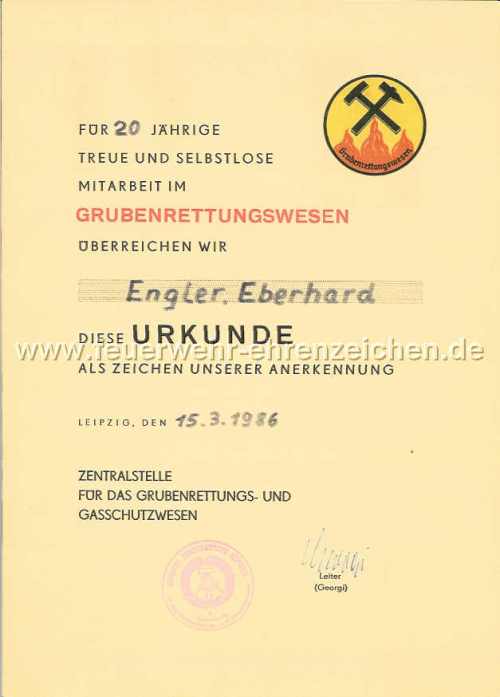 FÜR 20 JÄHRIGE
TREUE UND SELBSTLOSE
MITARBEIT IM
GRUBENRETTUNGSWESEN
ÜBERREICHEN WIR
Engler, Eberhard
DIESE URKUNDE
ALS ZEICHEN UNSERER ANERKENNUNG
LEIPZIG, DEN 15.3.1986
ZENTRALSTELLE
FÜR DAS GRUBENRETTUNGS- UND
GASSCHUTZWESEN
Georgi
Leiter
(Georgi)
Grubenrettungswesen
www.feuerwehr-ehrenzeichen.de